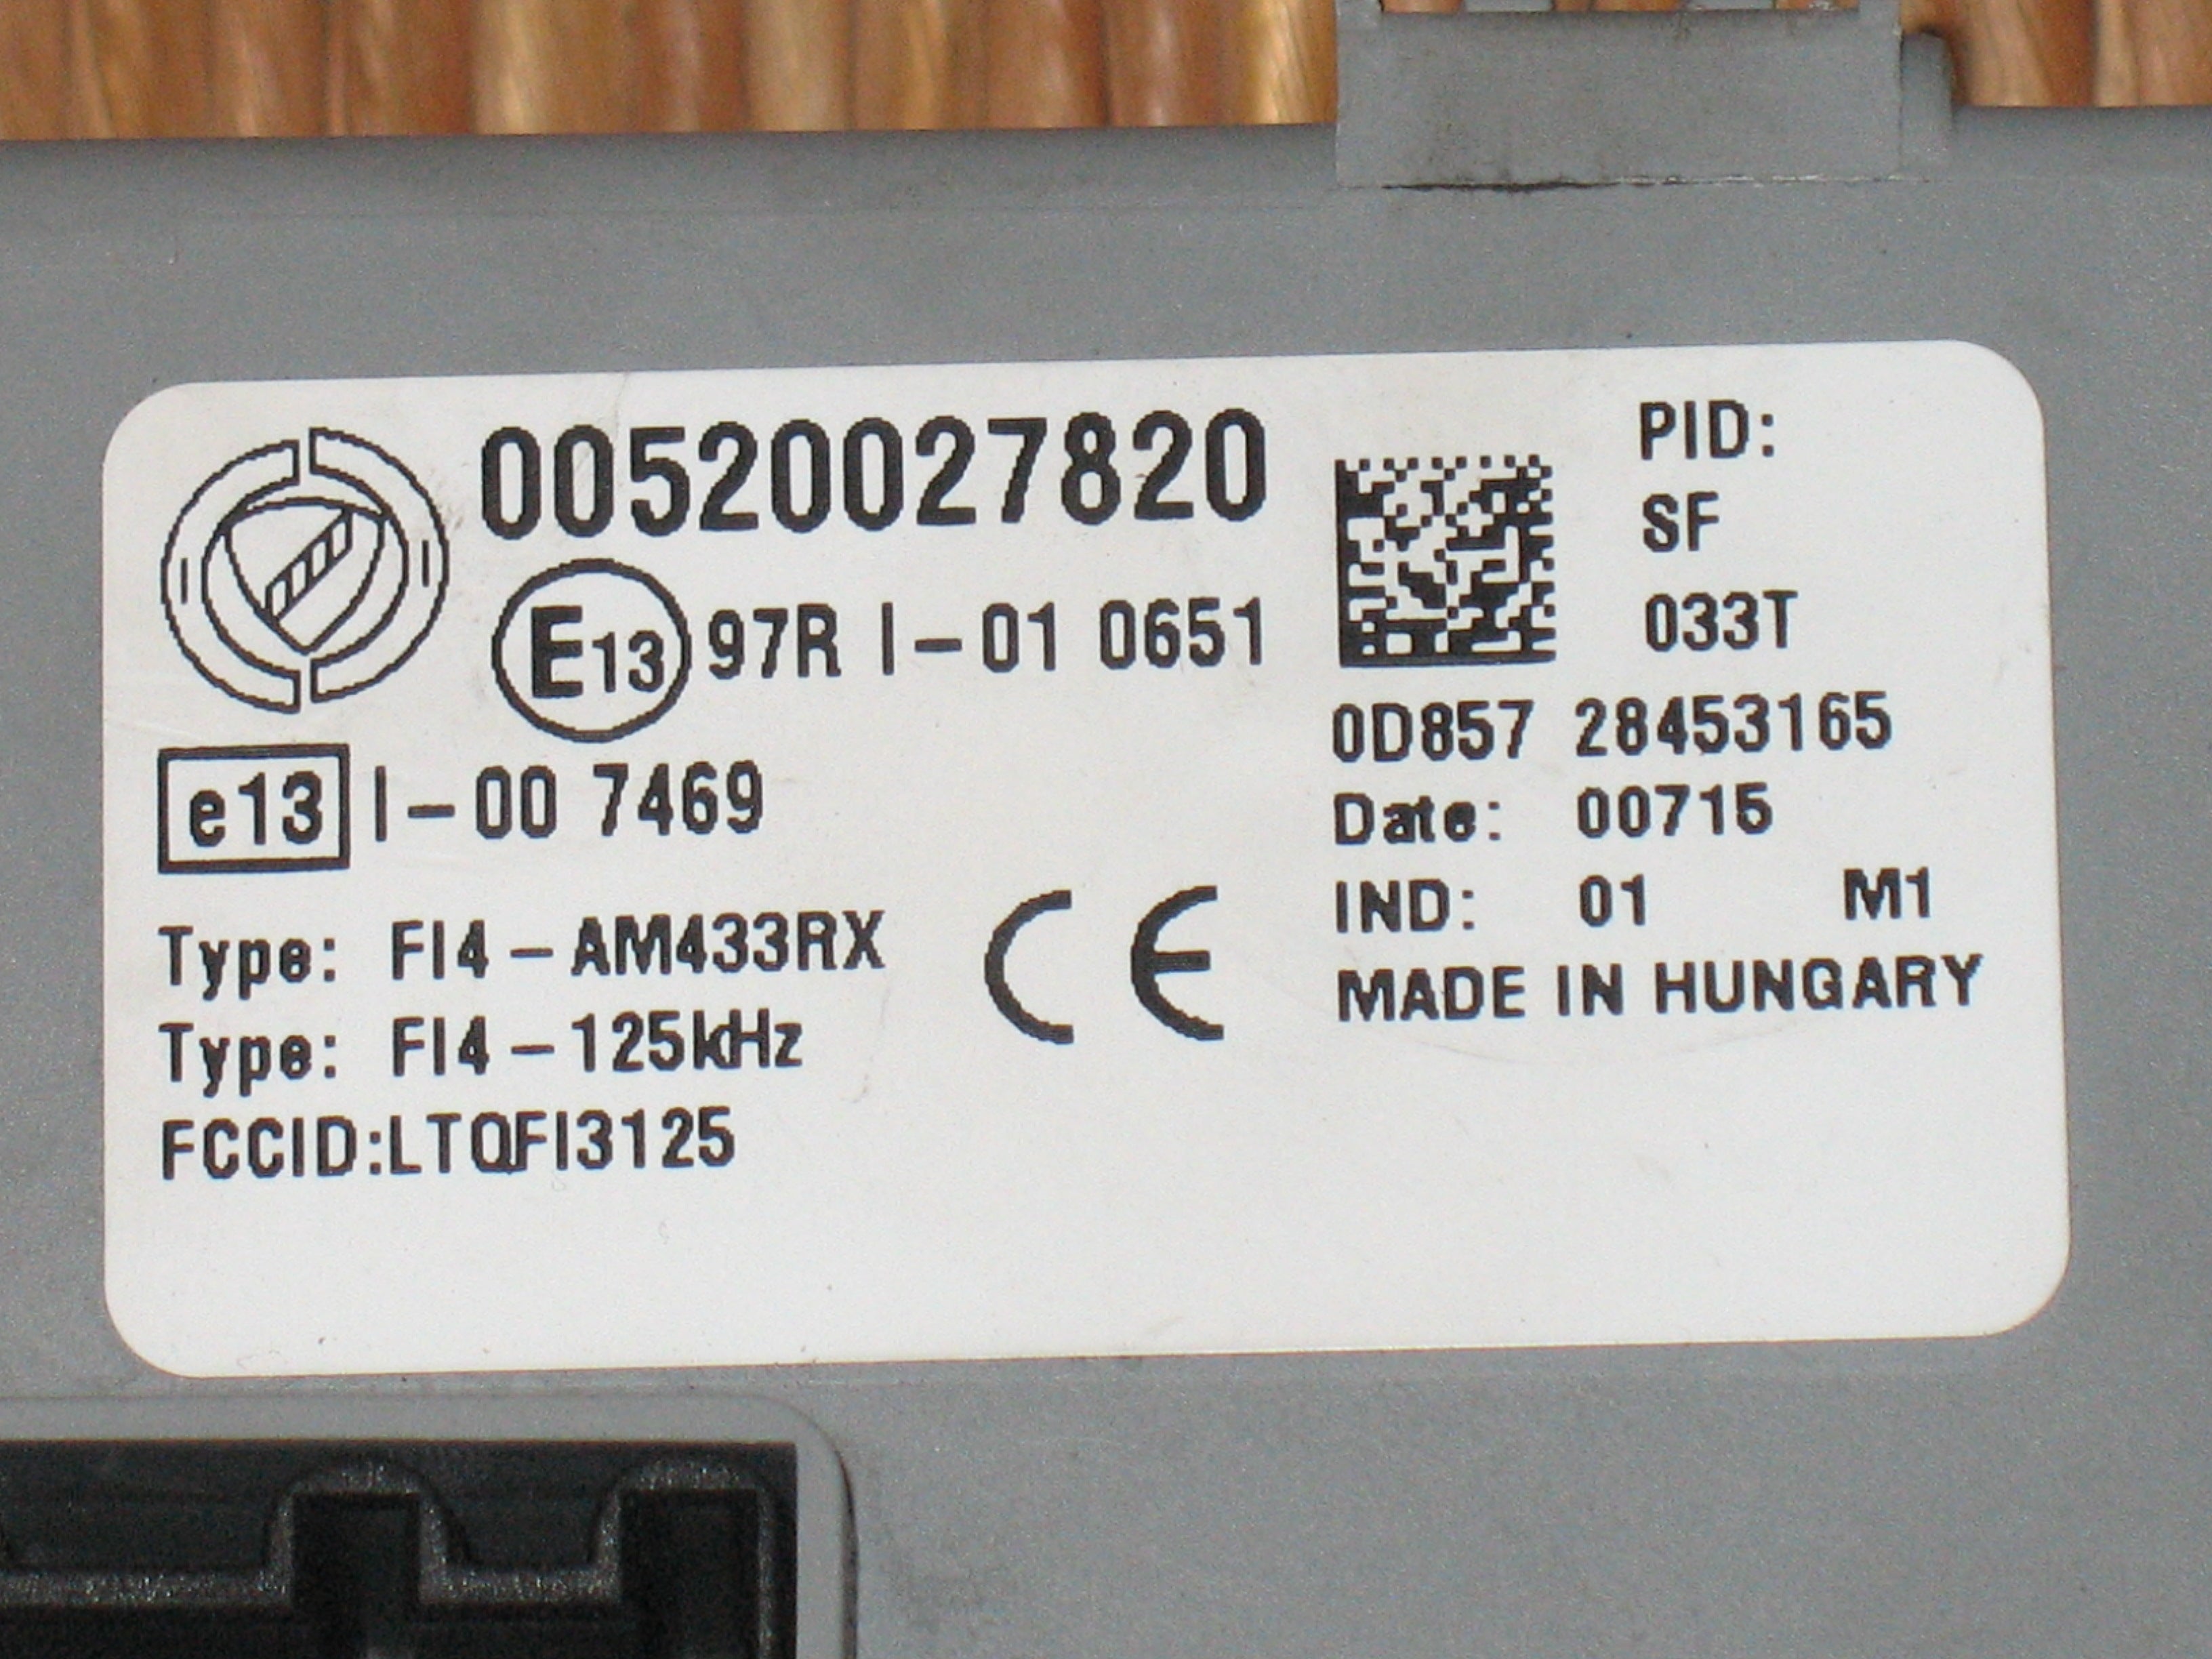 00520027820
E13 97R I-01 0651
e13 I-00 7469
Type: FI4-AM433RX
Type: FI4-125kHz
FCCID:LTQFI3125
CE
PID:
SF
033T
0D857 28453165
Date: 00715
IND: 01 M1
MADE IN HUNGARY